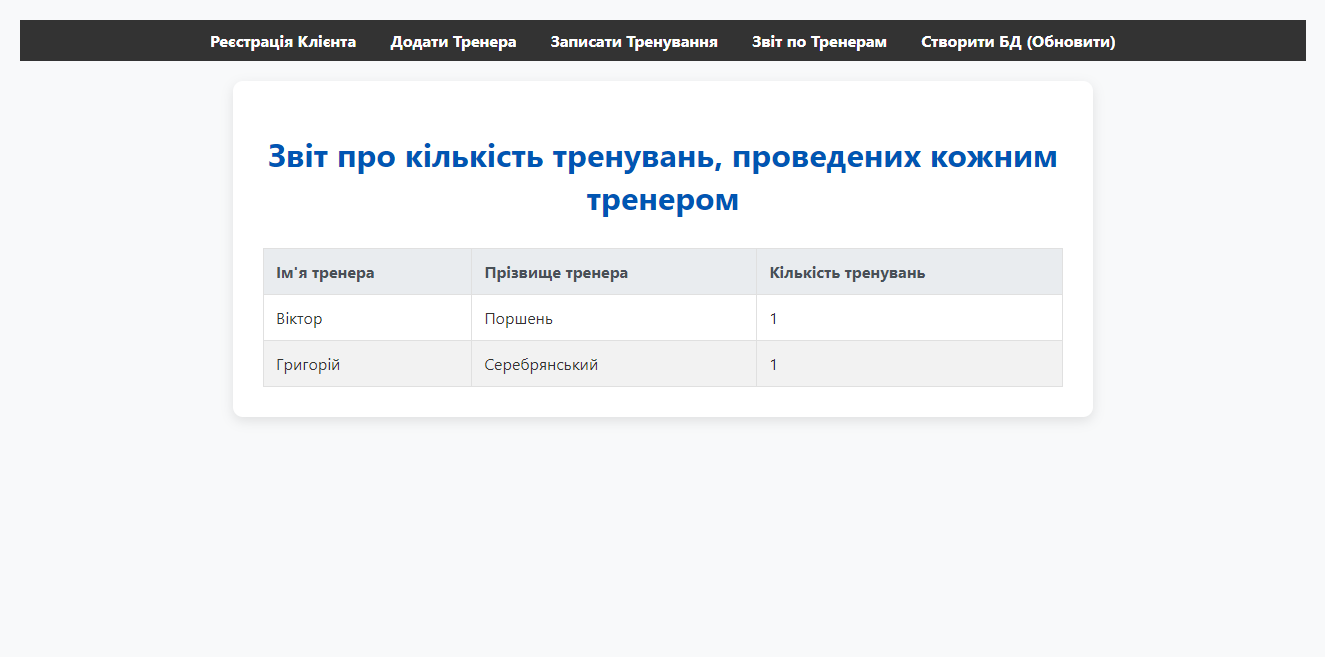 Реєстрація Клієнта Додати Тренера Записати Тренування Звіт по Тренерам Створити БД (Обновити)
Звіт про кількість тренувань, проведених кожним
тренером
Ім'я тренера Прізвище тренера Кількість тренувань
Віктор Поршень 1
Григорій Серебрянський 1